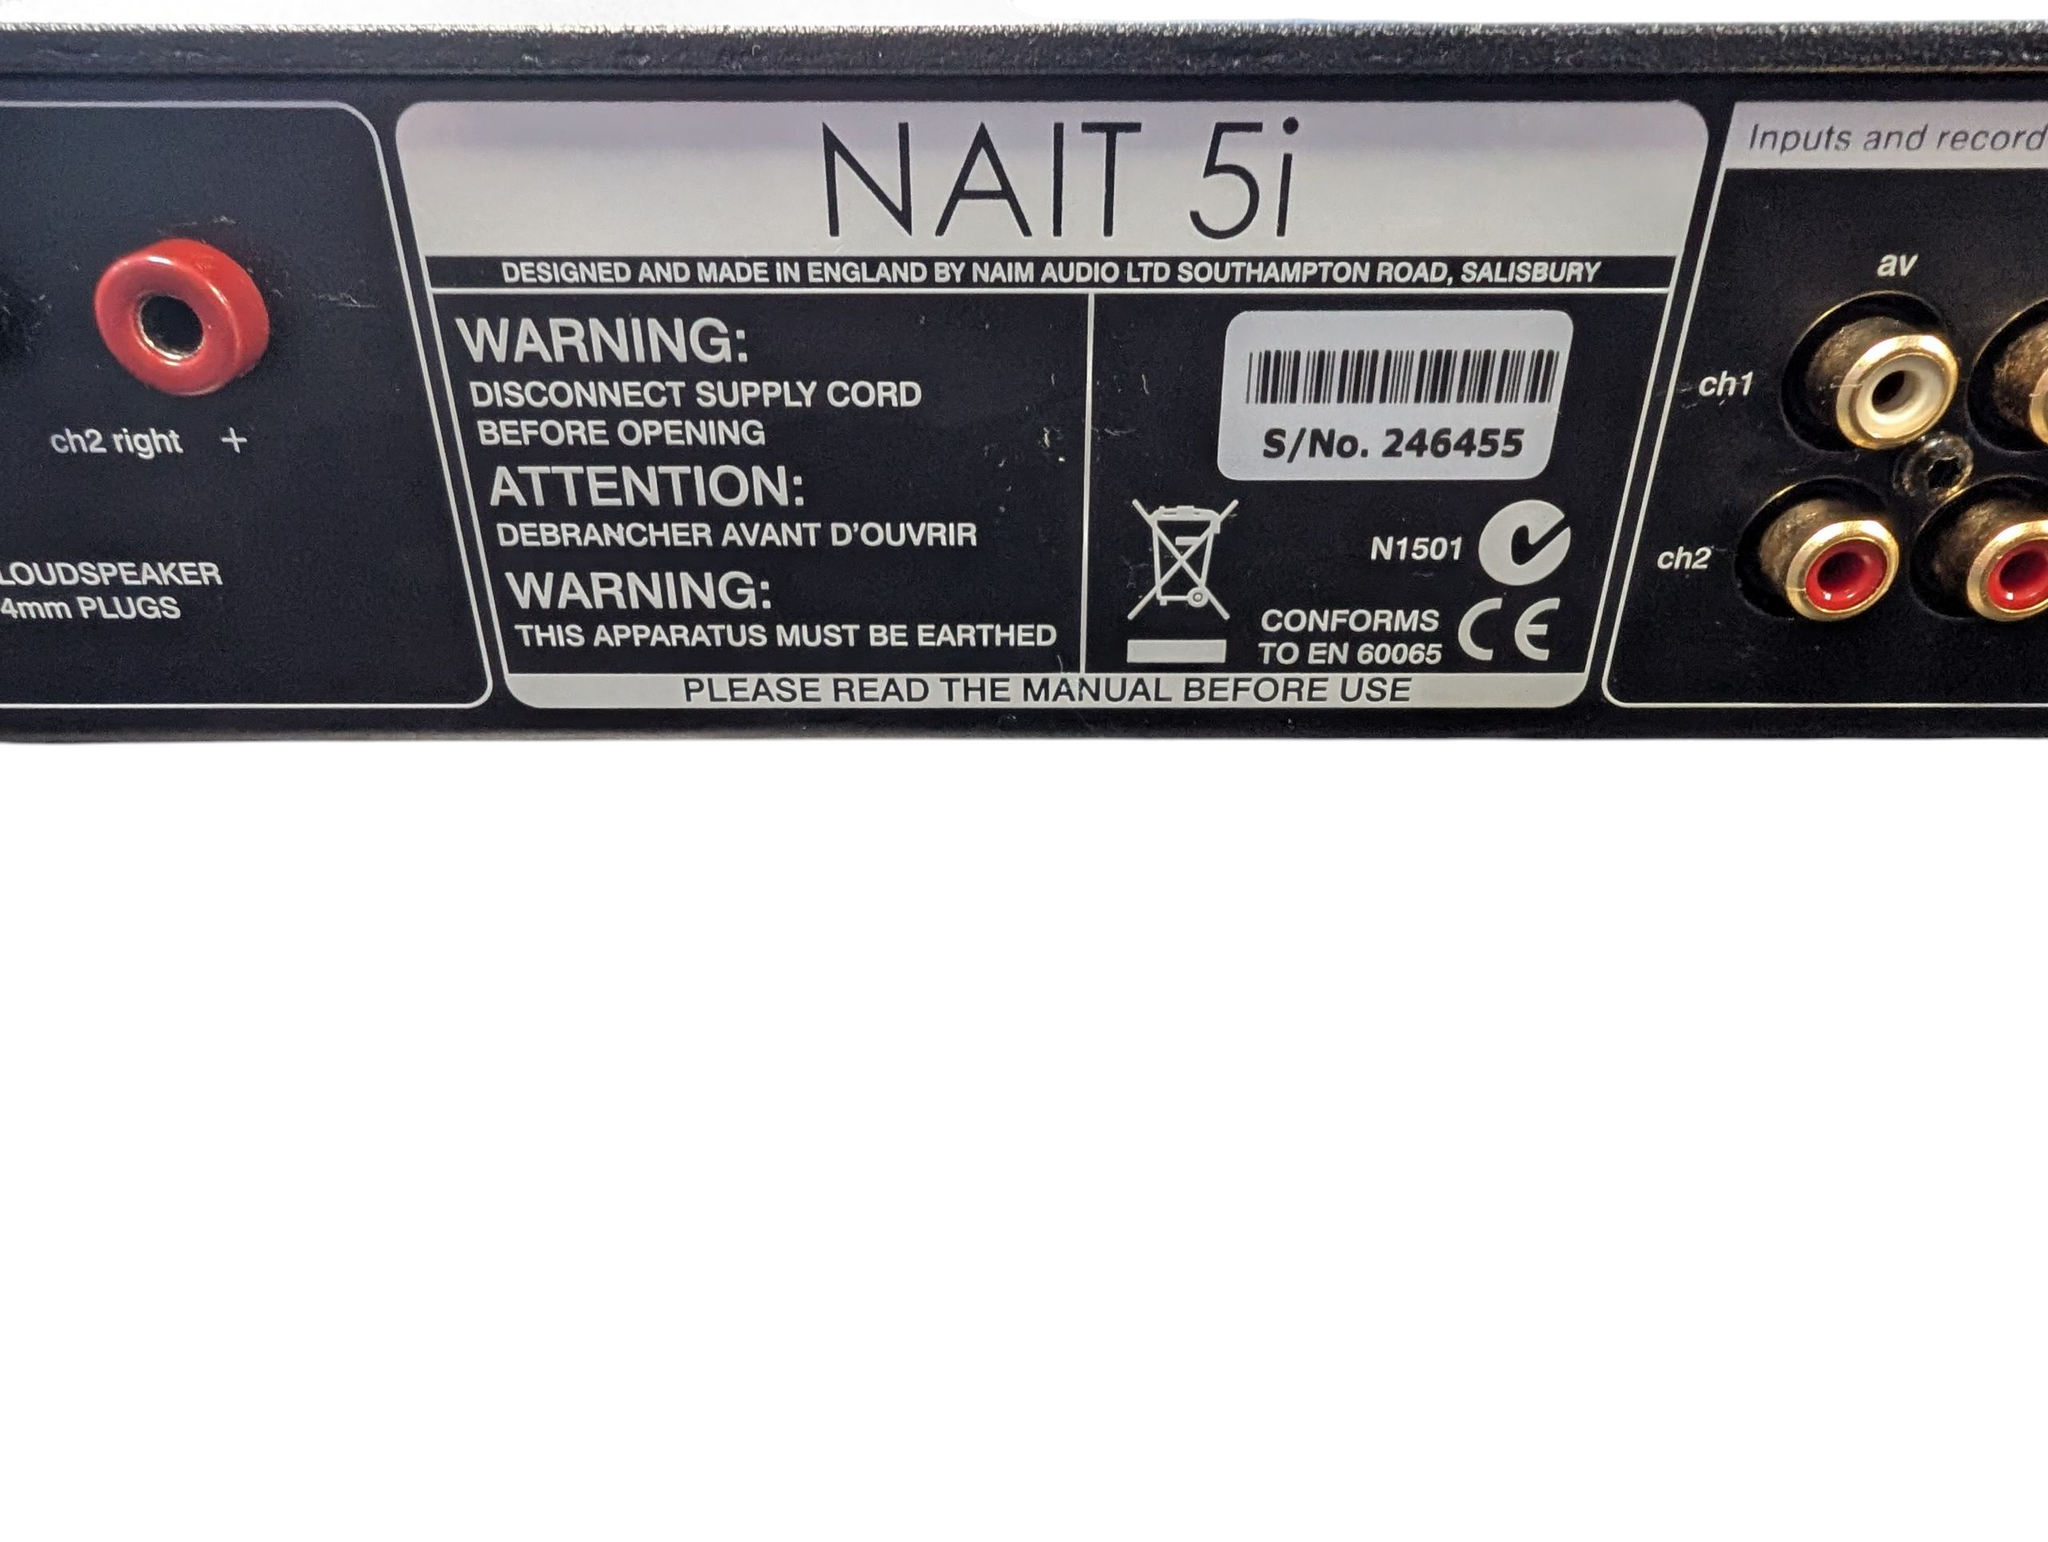 NAIT 5i
DESIGNED AND MADE IN ENGLAND BY NAIM AUDIO LTD SOUTHAMPTON ROAD, SALISBURY
WARNING:
DISCONNECT SUPPLY CORD
BEFORE OPENING
ATTENTION:
DEBRANCHER AVANT D'OUVRIR
WARNING:
THIS APPARATUS MUST BE EARTHED
S/No. 246455
N1501
CONFORMS
TO EN 60065
CE
PLEASE READ THE MANUAL BEFORE USE
ch2 right +
LOUDSPEAKER
4mm PLUGS
Inputs and record
av
ch1
ch2